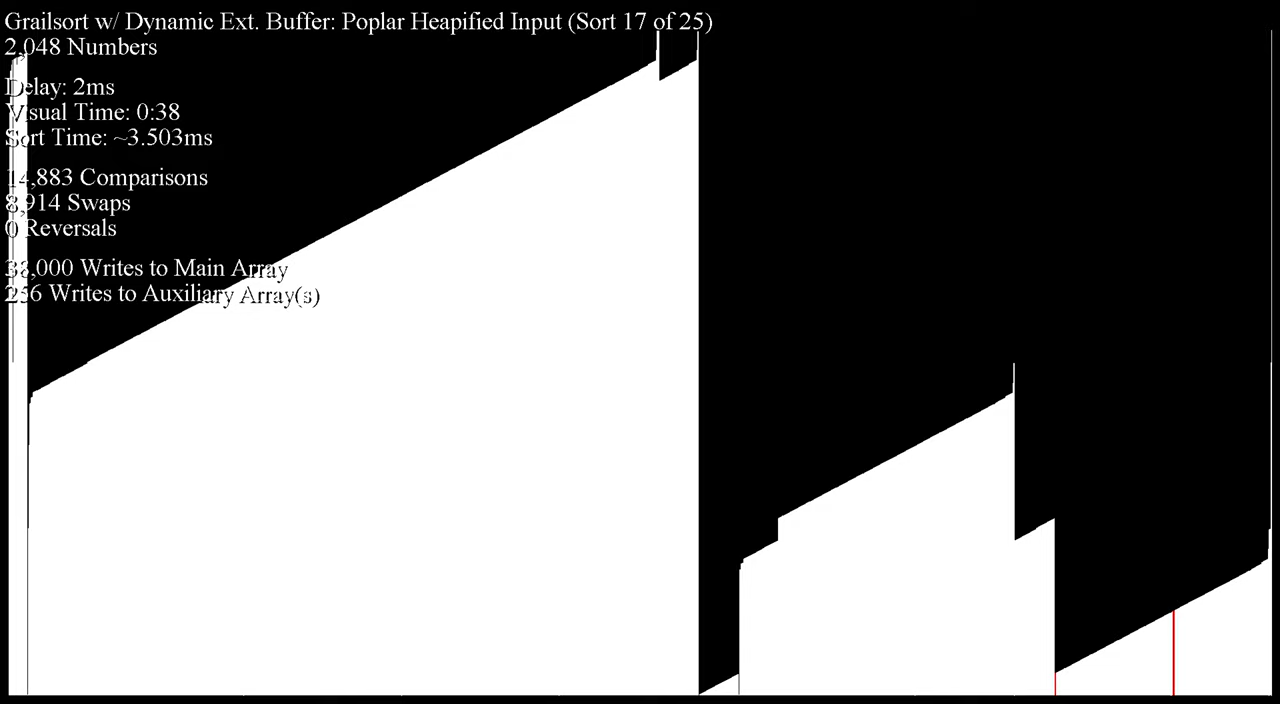 Grailsort w/ Dynamic Ext. Buffer: Poplar Heapified Input (Sort 17 of 25)
2,048 Numbers
Delay: 2ms
Visual Time: 0:38
Sort Time: ~3.503ms
14,883 Comparisons
8,914 Swaps
0 Reversals
38,000 Writes to Main Array
256 Writes to Auxiliary Array(s)